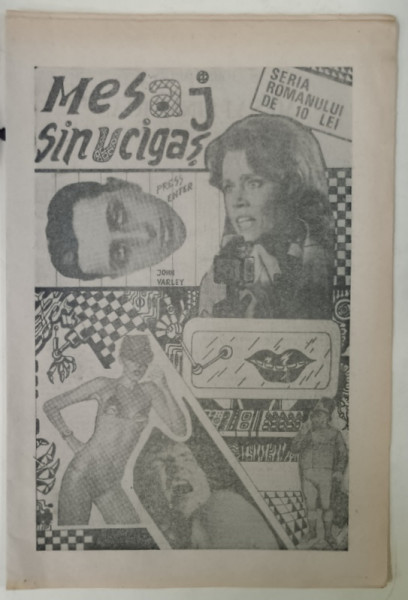 Mesaj
Sinucigaș
SERIA
ROMANULUI
DE 10 LEI
PRESS
ENTER
JOHN
VARLEY